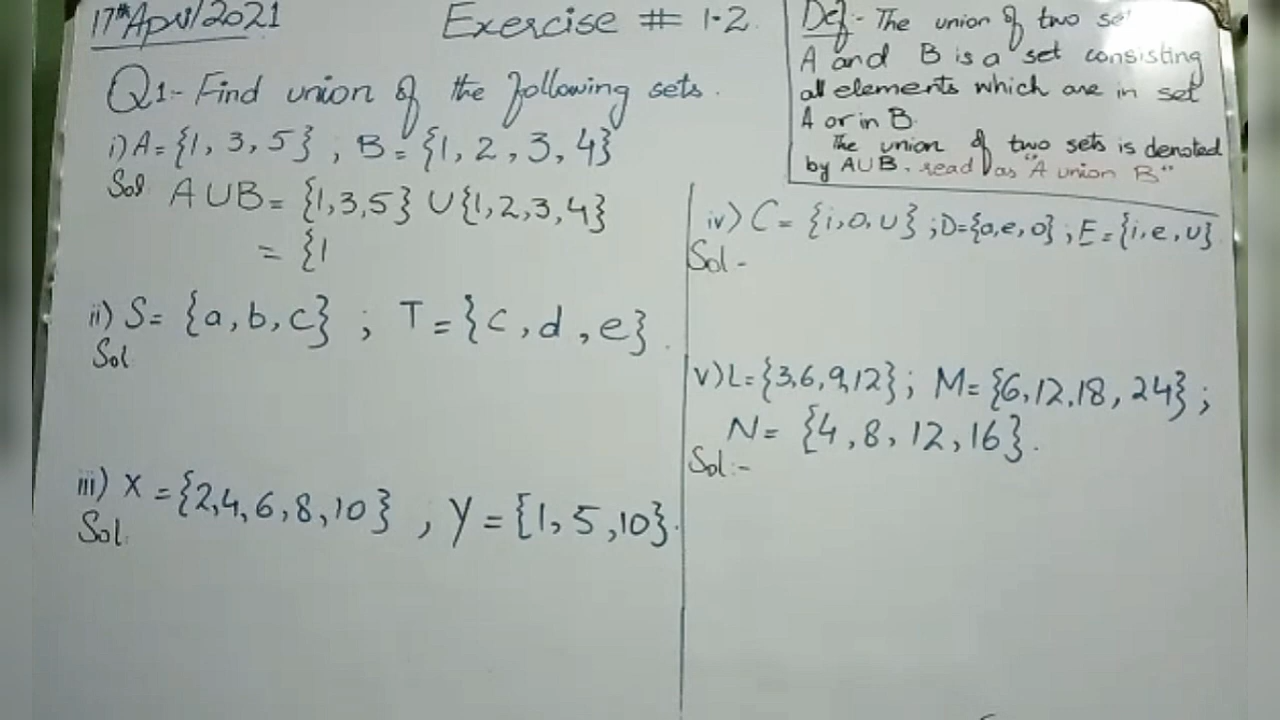 17th April/2021
Exercise # 1.2
Q1:- Find union of the following sets.
i) A = {1, 3, 5} , B = {1, 2, 3, 4}
Sol A ∪ B = {1,3,5} ∪ {1,2,3,4}
= {1
ii) S = {a, b, c} ; T = {c, d, e}.
Sol
iii) X = {2,4,6,8,10} , Y = {1, 5, 10}.
Sol.
Def:- The union of two set
A and B is a set consisting
all elements which are in set
A or in B.
The union of two sets is denoted
by A∪B. read as "A union B"
iv) C = {i,o,u} ; D={a,e,o} ; E = {i,e,u}
Sol -
v) L = {3,6,9,12} ; M = {6,12,18, 24} ;
N = {4, 8, 12, 16}.
Sol:-